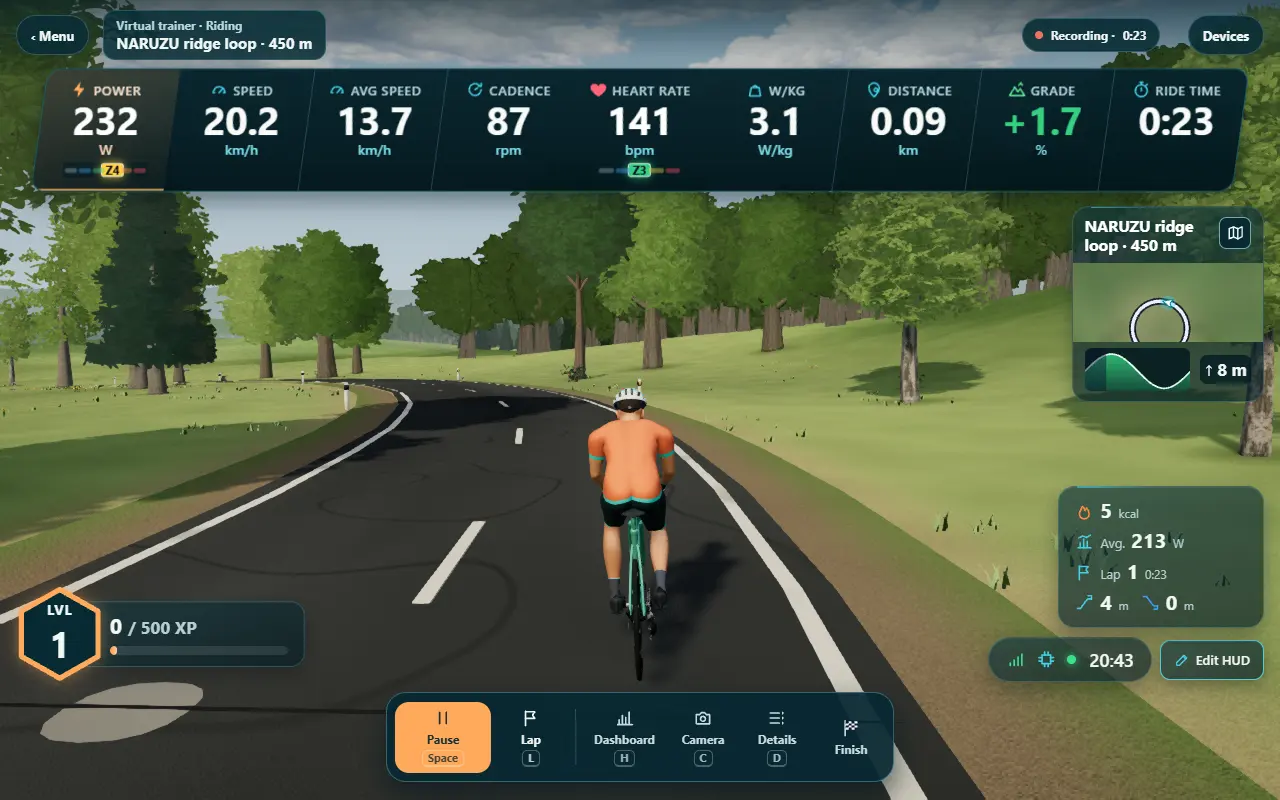 ‹ Menu
Virtual trainer · Riding
NARUZU ridge loop · 450 m
Recording · 0:23
Devices
POWER
232
W
Z4
SPEED
20.2
km/h
AVG SPEED
13.7
km/h
CADENCE
87
rpm
HEART RATE
141
bpm
Z3
W/KG
3.1
W/kg
DISTANCE
0.09
km
GRADE
+1.7
%
RIDE TIME
0:23
NARUZU ridge
loop · 450 m
↑ 8 m
5 kcal
Avg. 213 W
Lap 1 0:23
4 m 0 m
20:43
Edit HUD
LVL
1
0 / 500 XP
Pause
Space
Lap
L
Dashboard
H
Camera
C
Details
D
Finish